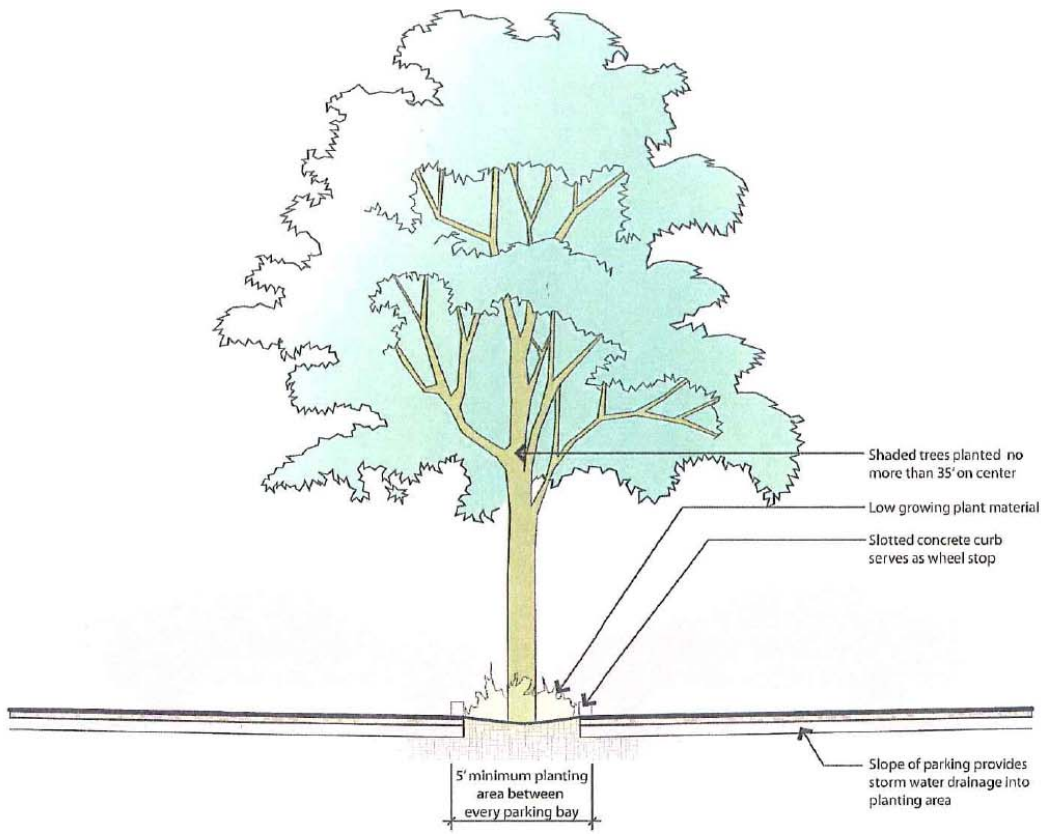 Shaded trees planted no
more than 35' on center
Low growing plant material
Slotted concrete curb
serves as wheel stop
Slope of parking provides
storm water drainage into
planting area
5' minimum planting
area between
every parking bay